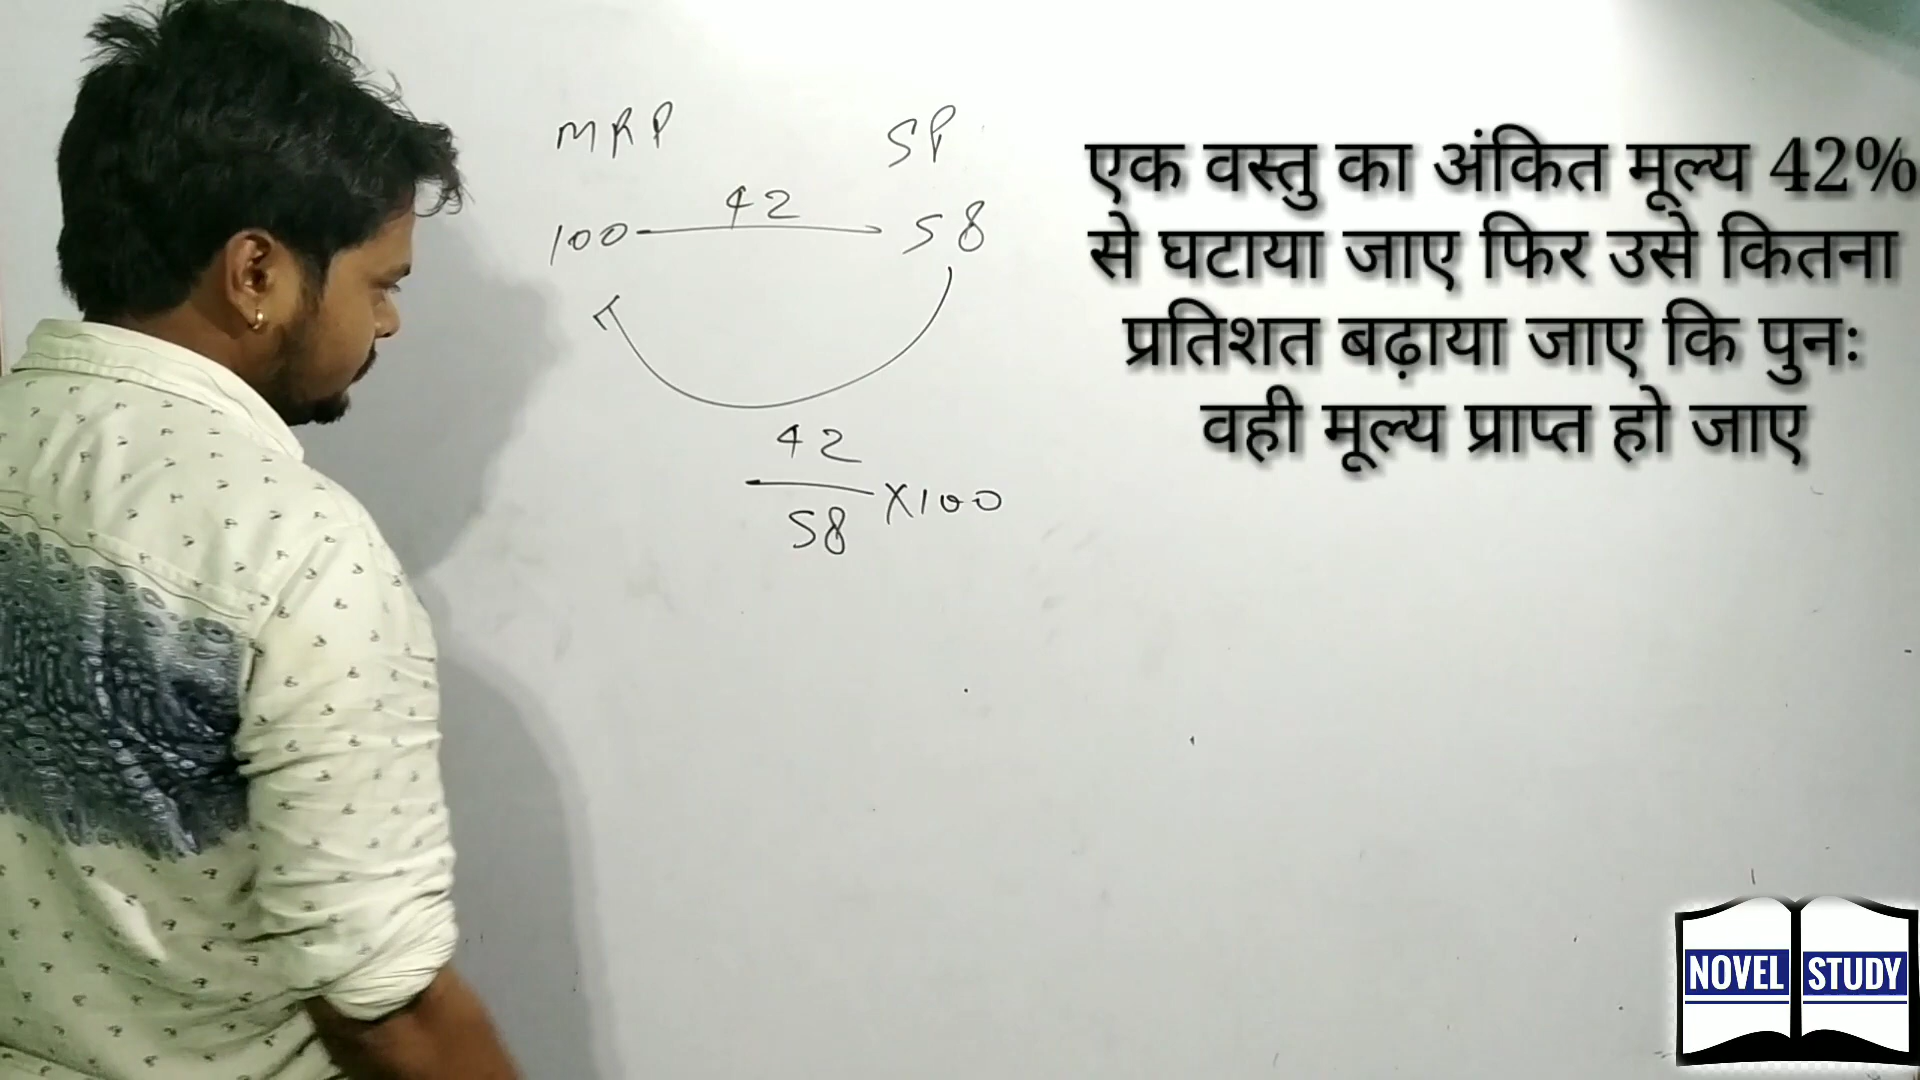 MRP SP
42
100 58
42
58 ×100
एक वस्तु का अंकित मूल्य 42%
से घटाया जाए फिर उसे कितना
प्रतिशत बढ़ाया जाए कि पुनः
वही मूल्य प्राप्त हो जाए
NOVEL STUDY